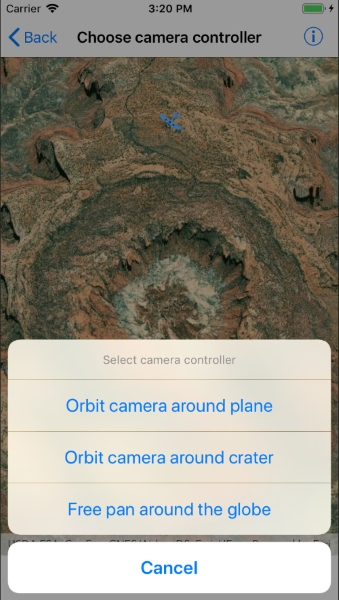 Carrier 3:20 PM
Back Choose camera controller
Select camera controller
Orbit camera around plane
Orbit camera around crater
Free pan around the globe
Cancel